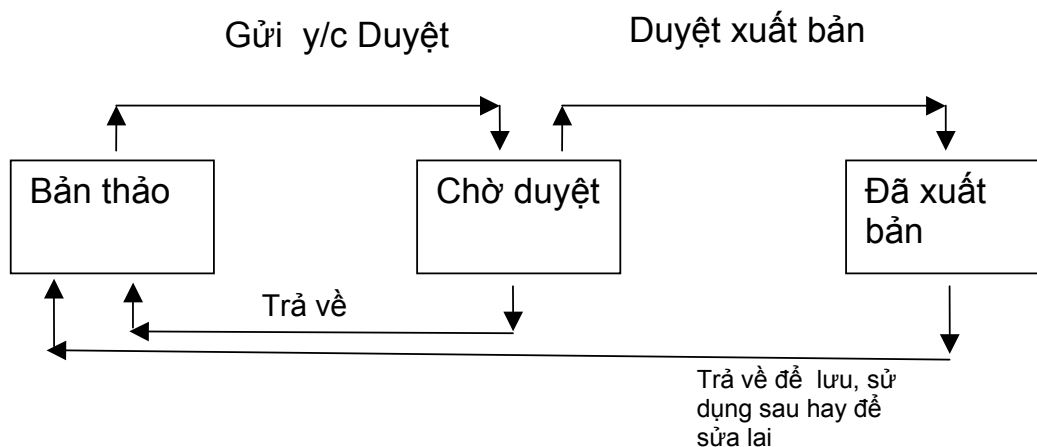 Gửi y/c Duyệt
Duyệt xuất bản
Bản thảo
Chờ duyệt
Đã xuất
bản
Trả về
Trả về để lưu, sử
dụng sau hay để
sửa lại